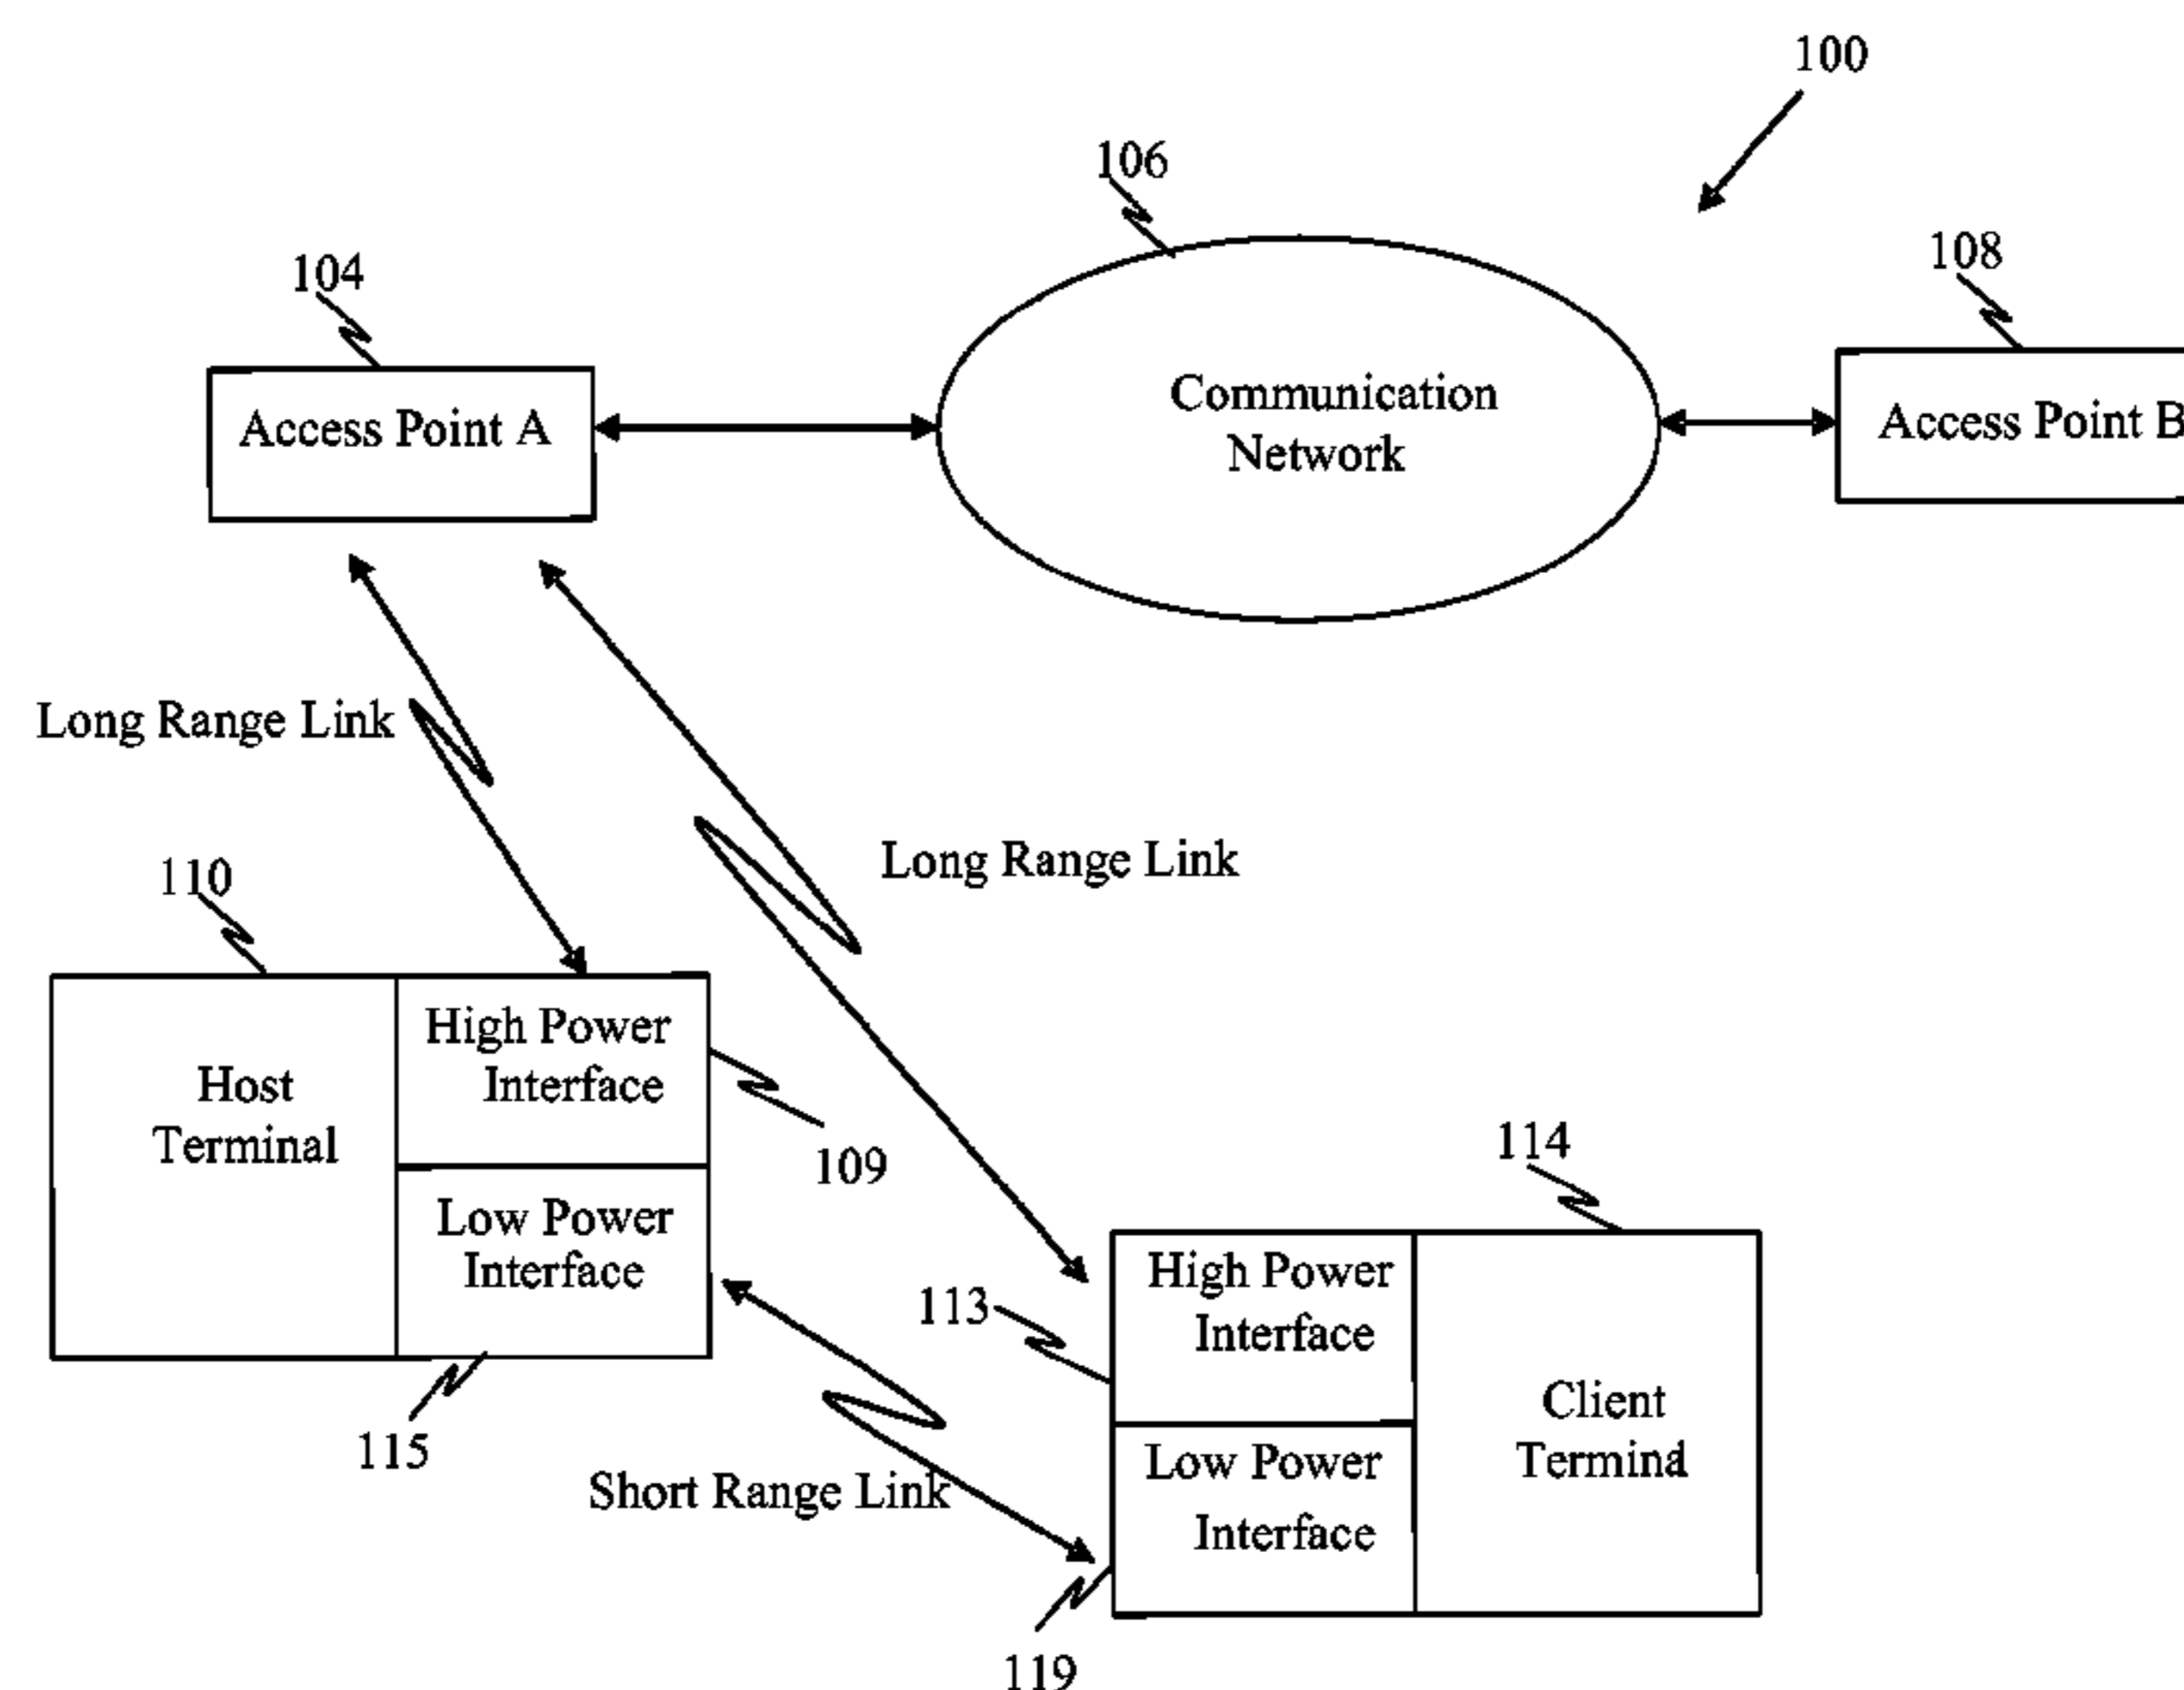 100
106
108
104
Communication
Network
Access Point A
Access Point B
Long Range Link
Long Range Link
110
High Power
Interface
Host
Terminal
109
114
Low Power
Interface
High Power
Interface
113
Client
Termind
115
Low Power
Interface
Short Range Link
119